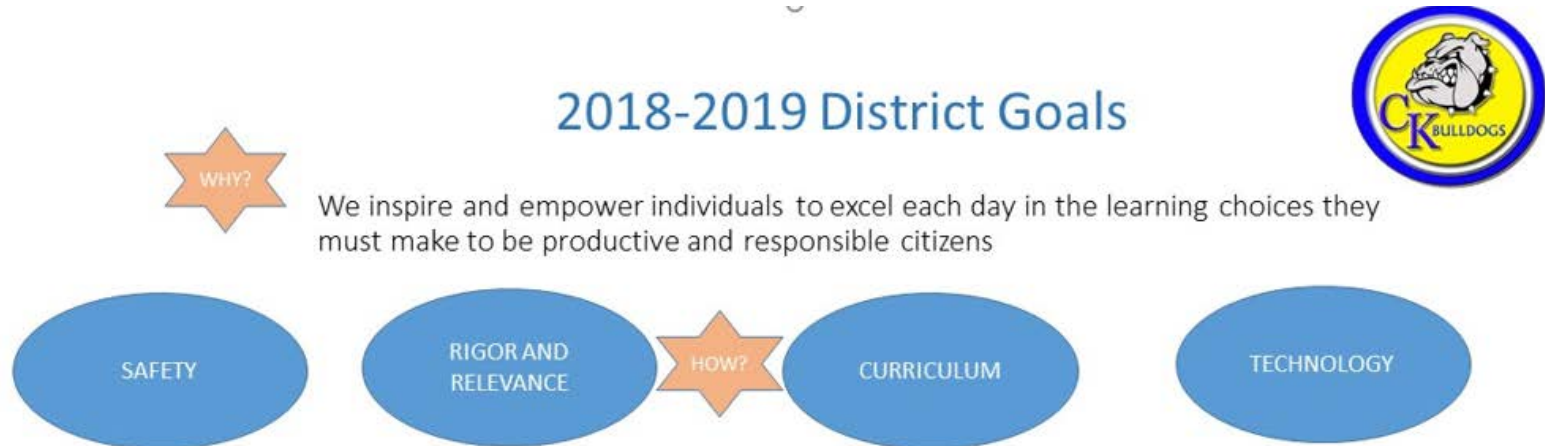 2018-2019 District Goals
CK BULLDOGS
WHY?
We inspire and empower individuals to excel each day in the learning choices they
must make to be productive and responsible citizens
SAFETY
RIGOR AND
RELEVANCE
HOW?
CURRICULUM
TECHNOLOGY